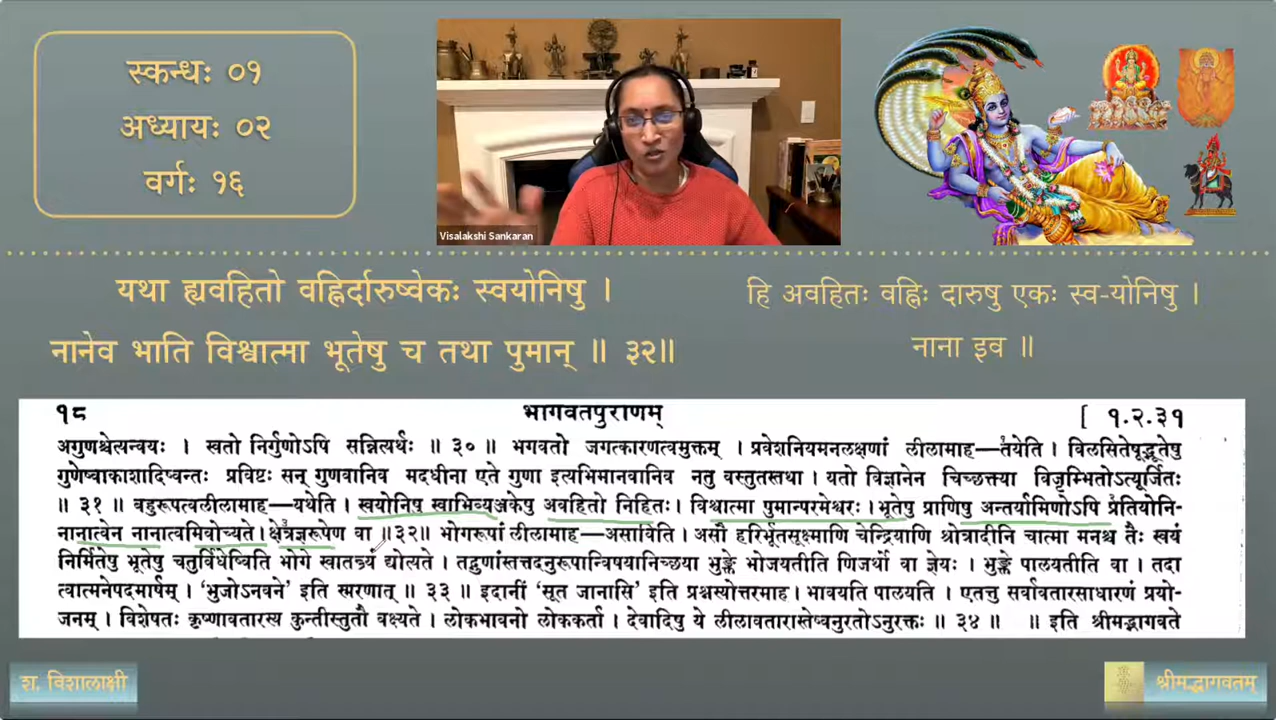 स्कन्धः ०१
अध्यायः ०२
वर्गः १६
Visalakshi Sankaran
यथा ह्यवहितो वह्निर्दारुष्वेकः स्वयोनिषु ।
नानेव भाति विश्वात्मा भूतेषु च तथा पुमान् ॥ ३२॥
हि अवहितः वह्निः दारुषु एकः स्व-योनिषु ।
नाना इव ॥
१८ भागवतपुराणम् [ १.२.३१
अगुणश्चेत्यन्वयः । स्वतो निर्गुणोऽपि सन्नित्यर्थः ॥ ३० ॥ भगवतो जगत्कारणत्वमुक्तम् । प्रवेशनियमनलक्षणां लीलामाह—तयेति । विलसितेषूद्भूतेषु
गुणेष्वाकाशादिष्वन्तः प्रविष्टः सन् गुणवानिव मदधीना एते गुणा इत्यभिमानवानिव नतु वस्तुतस्तथा । यतो विज्ञानेन चिच्छक्त्या विजृम्भितोऽत्यूर्जितः
॥ ३१ ॥ बहुरूपत्वलीलामाह—यथेति । स्वयोनिषु स्वाभिव्यञ्जकेषु अवहितो निहितः । विश्वात्मा पुमान्परमेश्वरः । भूतेषु प्राणिषु अन्तर्यामिणोऽपि प्रतियोनि-
नानात्वेन नानात्वमिवोच्यते । क्षेत्रज्ञरूपेण वा ॥३२॥ भोगरूपां लीलामाह—असाविति । असौ हरिर्भूतसूक्ष्माणि चेन्द्रियाणि श्रोत्रादीनि चात्मा मनश्च तैः स्वयं
निर्मितेषु भूतेषु चतुर्विधेष्विति भोगे स्वातन्त्र्यं द्योत्यते । तद्गुणांस्तत्तदनुरूपान्विषयानिच्छया भुङ्क्ते भोजयतीति णिजर्थो वा ज्ञेयः । भुङ्क्ते पालयतीति वा । तदा
त्वात्मनेपदमार्षम् । 'भुजोऽनवने' इति स्मरणात् ॥ ३३ ॥ इदानीं 'सूत जानासि' इति प्रश्नस्योत्तरमाह । भावयति पालयति । एतत्तु सर्वावतारसाधारणं प्रयो-
जनम् । विशेषतः कृष्णावतारस्य कुन्तीस्तुतौ वक्ष्यते । लोकभावनो लोककर्ता । देवादिषु ये लीलावतारास्तेष्वनुरतोऽनुरक्तः ॥ ३४ ॥ ॥ इति श्रीमद्भागवते
श. विशालाक्षी
श्रीमद्भागवतम्